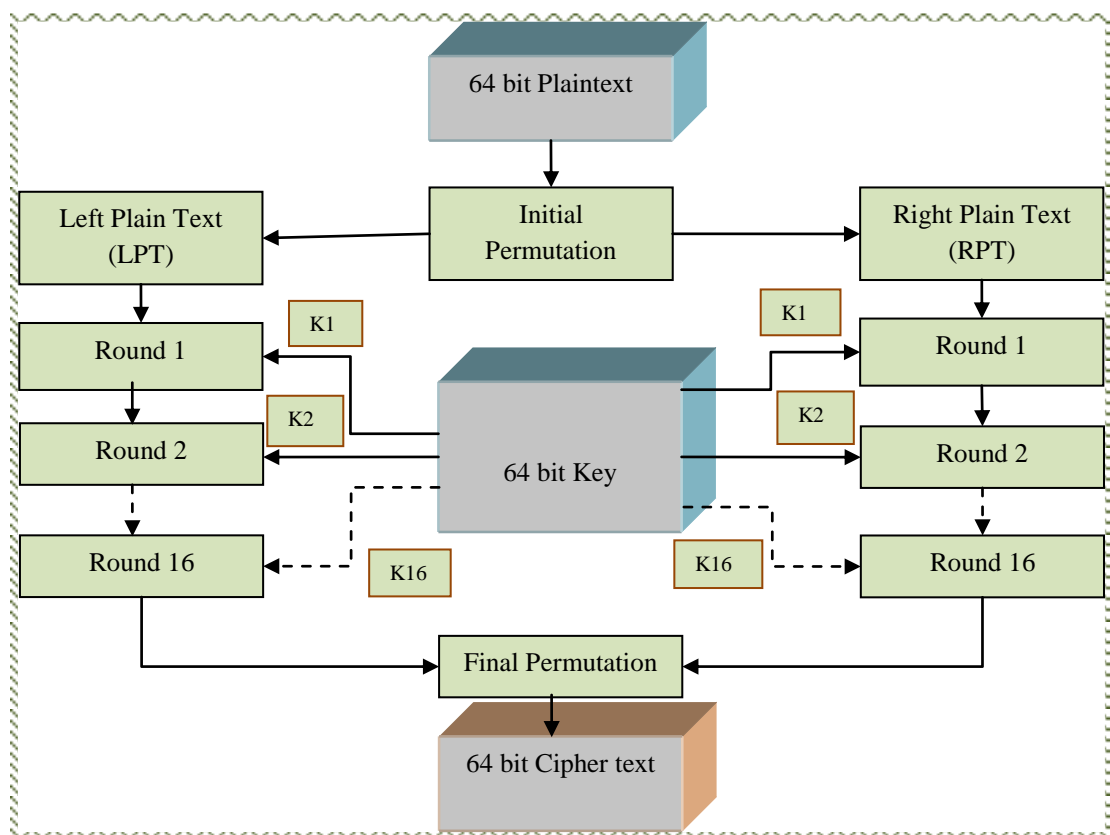 64 bit Plaintext
Left Plain Text
(LPT)
Initial
Permutation
Right Plain Text
(RPT)
K1
K1
Round 1
Round 1
K2
K2
Round 2
64 bit Key
Round 2
Round 16
K16
K16
Round 16
Final Permutation
64 bit Cipher text